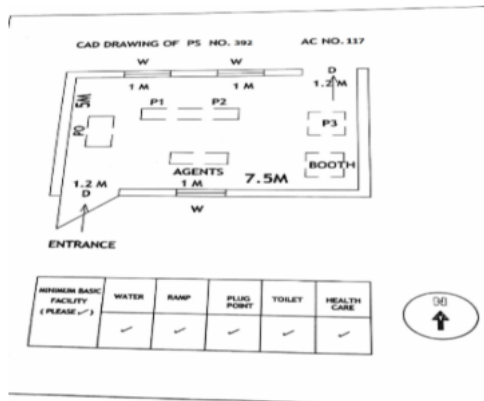 CAD DRAWING OF PS NO. 392 AC NO. 117
W W D
1 M 1 M 1.2 M
5M P1 P2
PO P3
AGENTS BOOTH
1.2 M 1 M 7.5M
D
W
ENTRANCE
MINIMUM BASIC FACILITY (PLEASE ✓) WATER RAMP PLUG POINT TOILET HEALTH CARE
✓ ✓ ✓ ✓ ✓
N